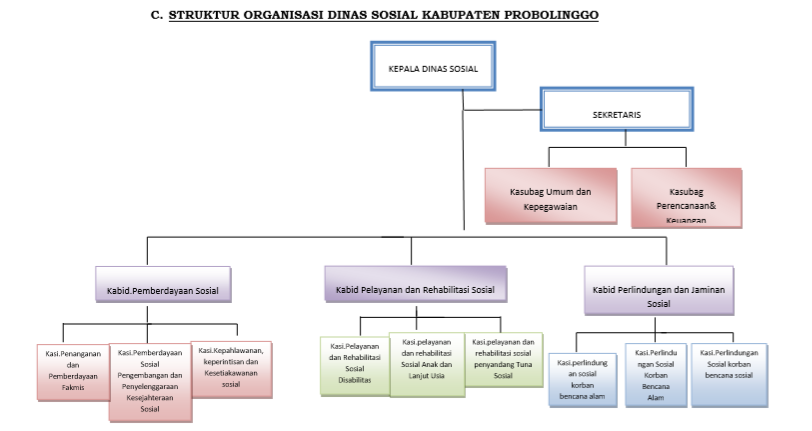 C. STRUKTUR ORGANISASI DINAS SOSIAL KABUPATEN PROBOLINGGO
KEPALA DINAS SOSIAL
SEKRETARIS
Kasubag Umum dan
Kepegawaian
Kasubag
Perencanaan&
Keuangan
Kabid.Pemberdayaan Sosial
Kabid Pelayanan dan Rehabilitasi Sosial
Kabid Perlindungan dan Jaminan
Sosial
Kasi.Penanganan
dan
Pemberdayaan
Fakmis
Kasi.Pemberdayaan
Sosial
Pengembangan dan
Penyelenggaraan
Kesejahteraan
Sosial
Kasi.Kepahlawanan,
keperintisan dan
Kesetiakawanan
sosial
Kasi.Pelayanan
dan Rehabilitasi
Sosial
Disabilitas
Kasi.pelayanan
dan rehabilitasi
Sosial Anak dan
Lanjut Usia
Kasi.pelayanan dan
rehabilitasi sosial
penyandang Tuna
Sosial
Kasi.perlindung
an sosial
korban
bencana alam
Kasi.Perlindu
ngan Sosial
Korban
Bencana
Alam
Kasi.Perlindungan
Sosial korban
bencana sosial